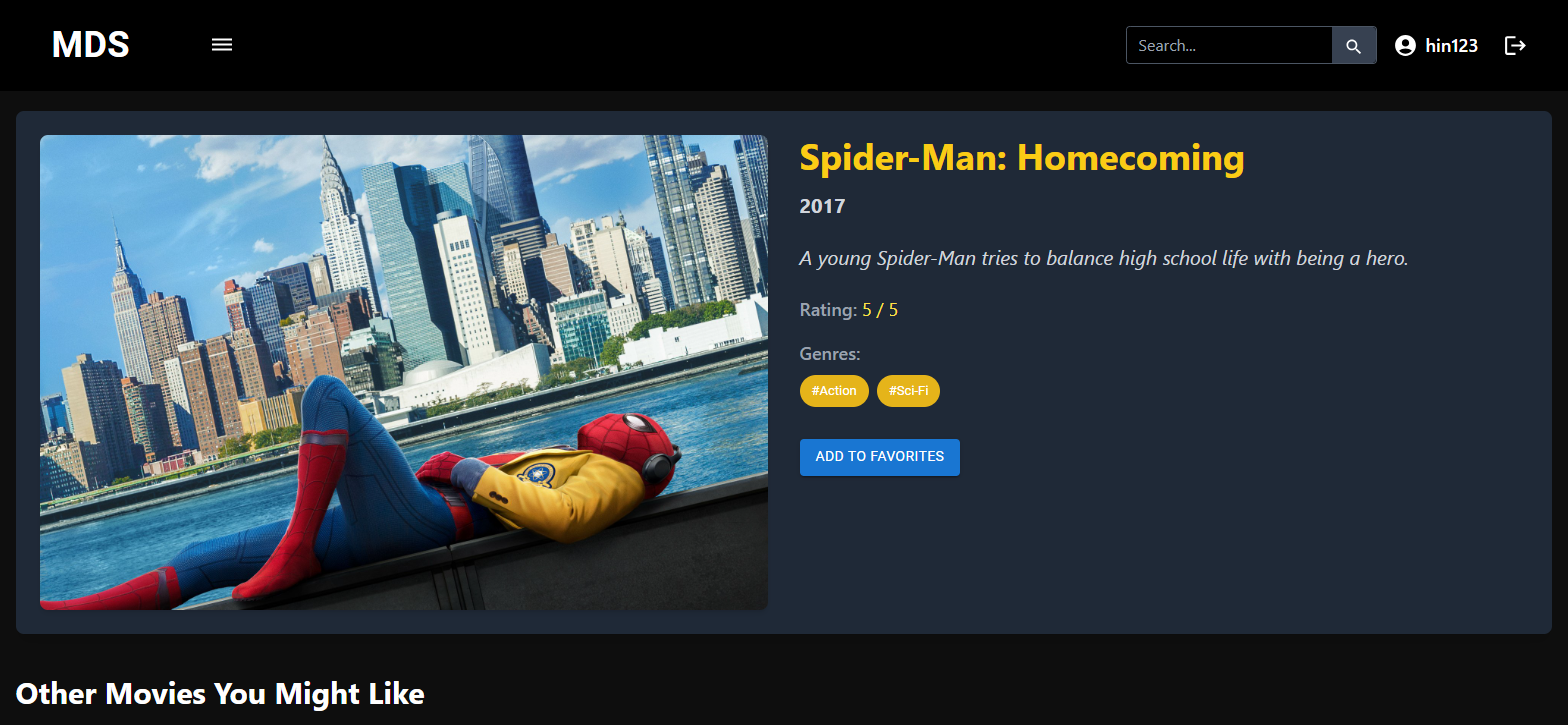 MDS
Search...
hin123
Spider-Man: Homecoming
2017
A young Spider-Man tries to balance high school life with being a hero.
Rating: 5 / 5
Genres:
#Action #Sci-Fi
ADD TO FAVORITES
Other Movies You Might Like